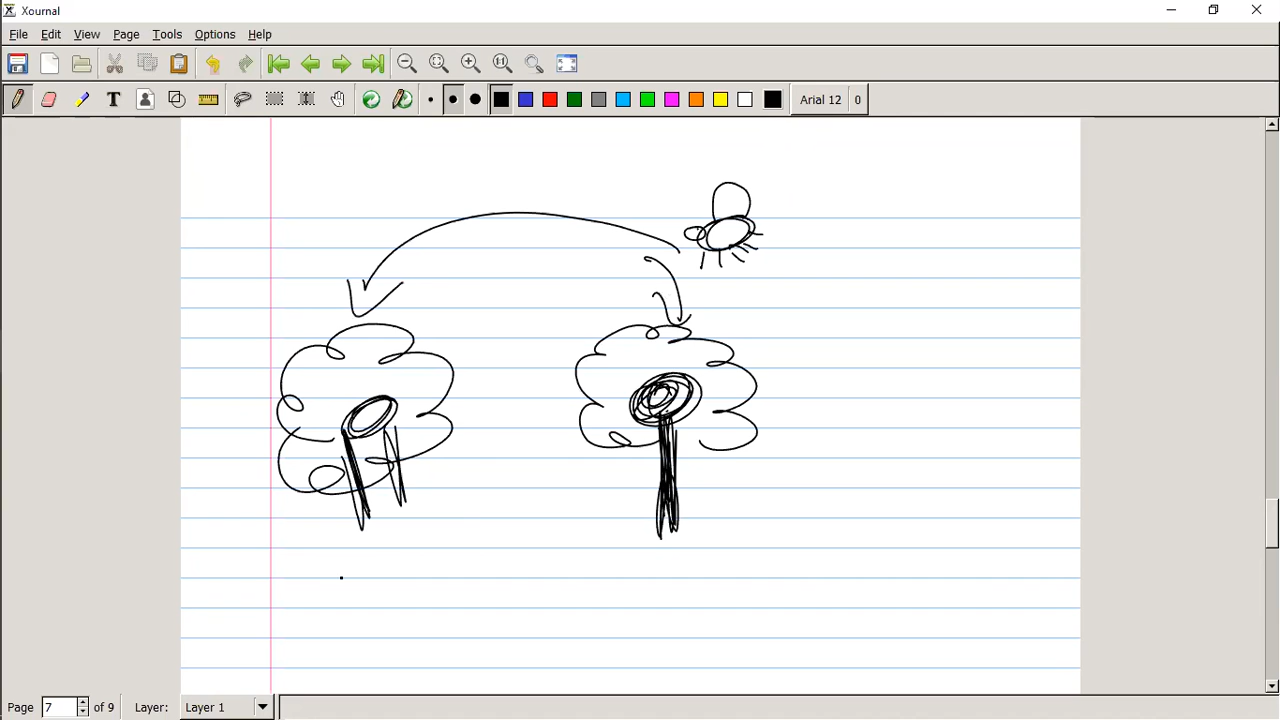 Xournal
File Edit View Page Tools Options Help
Arial 12 0
Page 7 of 9 Layer: Layer 1